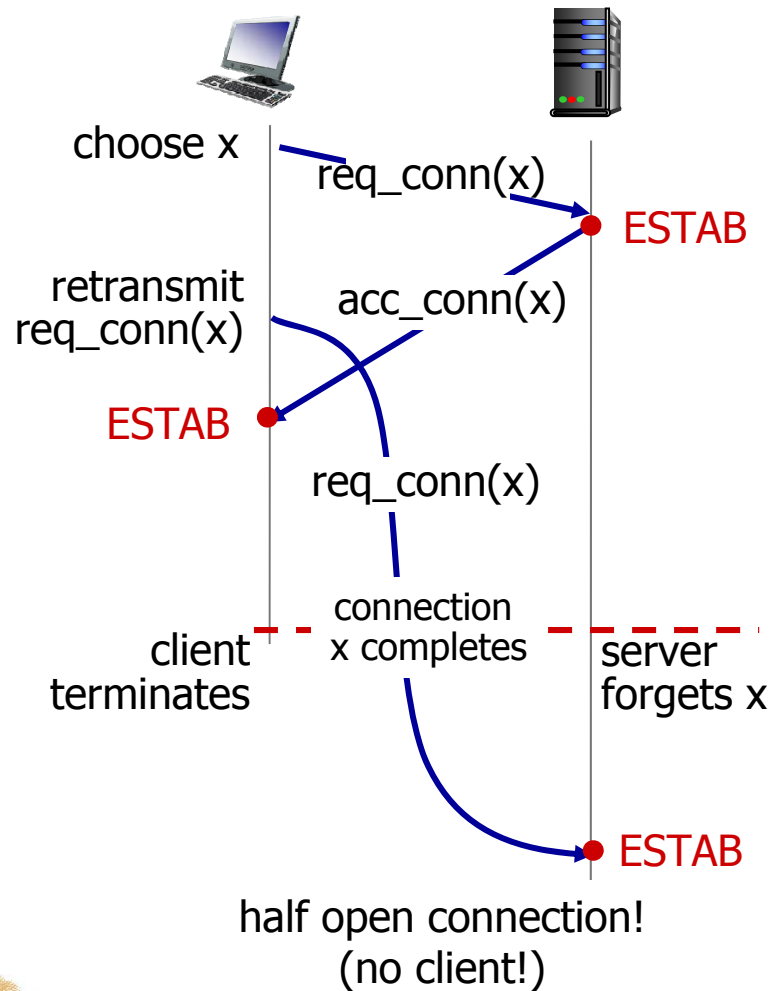 choose x
req_conn(x)
ESTAB
retransmit
req_conn(x)
acc_conn(x)
ESTAB
req_conn(x)
connection
x completes
client
terminates
server
forgets x
ESTAB
half open connection!
(no client!)